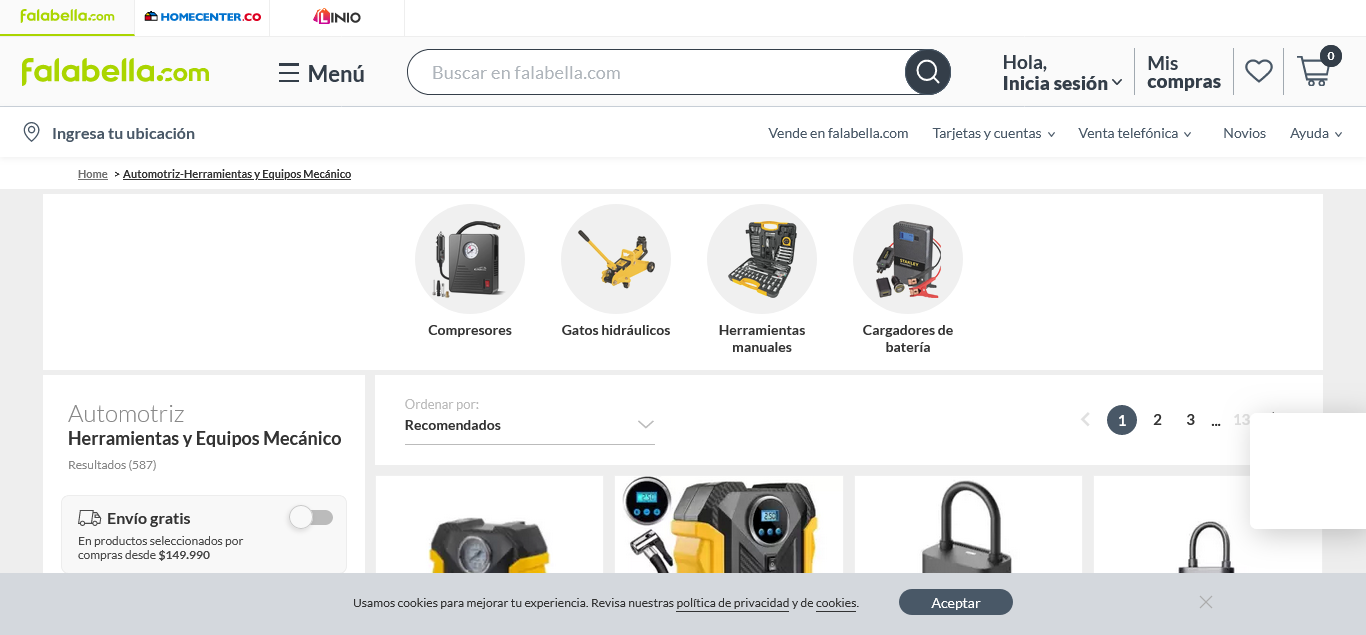 falabella.com
HOMECENTER.CO
LINIO
falabella.com
Menú
Buscar en falabella.com
Hola,
Inicia sesión
Mis
compras
0
Ingresa tu ubicación
Vende en falabella.com
Tarjetas y cuentas
Venta telefónica
Novios
Ayuda
Home > Automotriz-Herramientas y Equipos Mecánico
Compresores
Gatos hidráulicos
Herramientas
manuales
STANLEY
Cargadores de
batería
Automotriz
Herramientas y Equipos Mecánico
Resultados (587)
Ordenar por:
Recomendados
1 2 3 ... 13
Envío gratis
En productos seleccionados por
compras desde $149.990
Usamos cookies para mejorar tu experiencia. Revisa nuestras política de privacidad y de cookies.
Aceptar